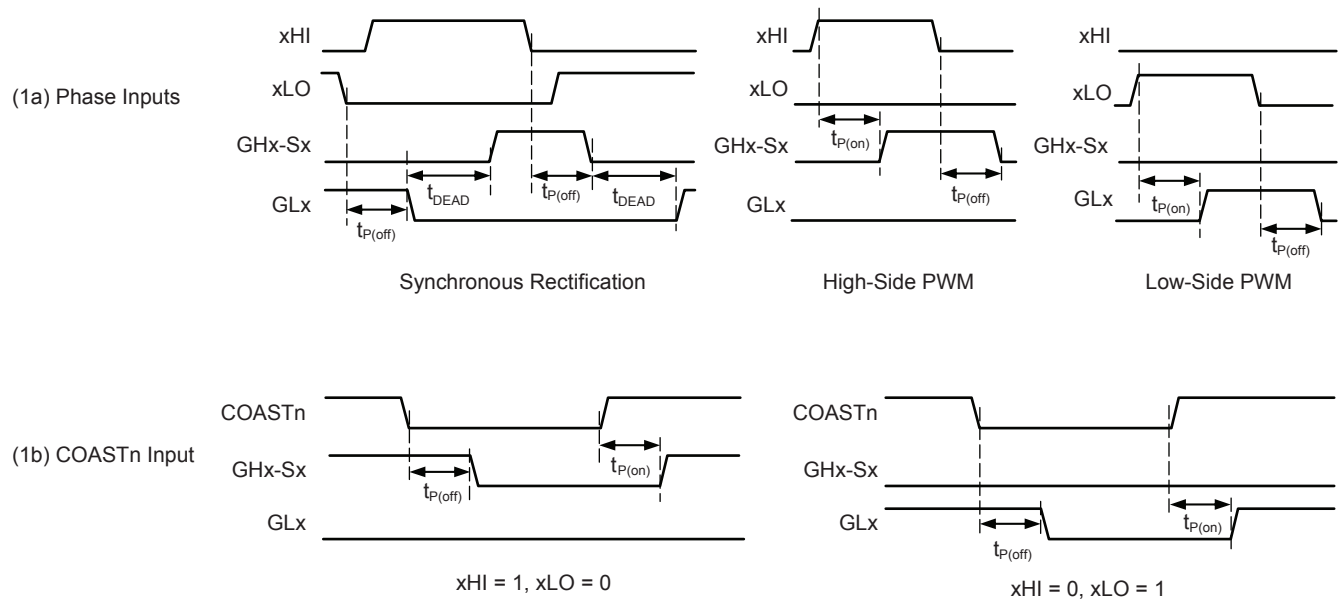 (1a) Phase Inputs
xHI
xLO
GHx-Sx
GLx
tP(off)
tDEAD
tP(off)
tDEAD
Synchronous Rectification
xHI
xLO
GHx-Sx
GLx
tP(on)
tP(off)
High-Side PWM
xHI
xLO
GHx-Sx
GLx
tP(on)
tP(off)
Low-Side PWM
(1b) COASTn Input
COASTn
GHx-Sx
GLx
tP(off)
tP(on)
xHI = 1, xLO = 0
COASTn
GHx-Sx
GLx
tP(off)
tP(on)
xHI = 0, xLO = 1